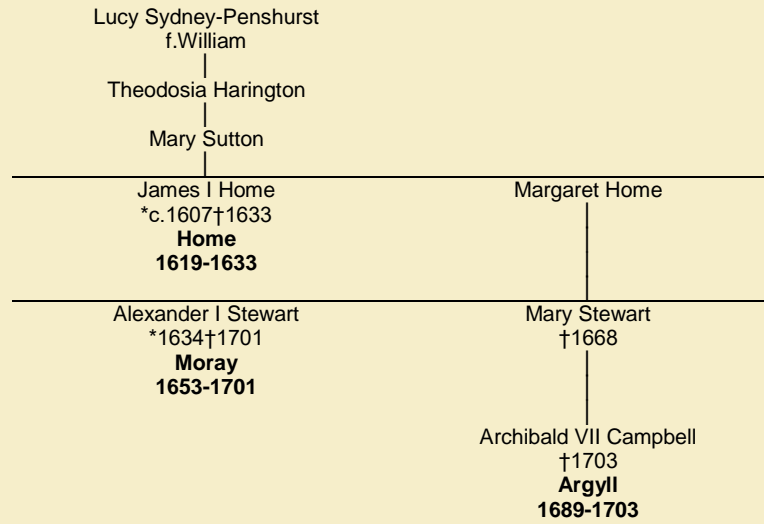 Lucy Sydney-Penshurst
f.William
Theodosia Harington
Mary Sutton
James I Home
*c.1607†1633
Home
1619-1633
Margaret Home
Alexander I Stewart
*1634†1701
Moray
1653-1701
Mary Stewart
†1668
Archibald VII Campbell
†1703
Argyll
1689-1703